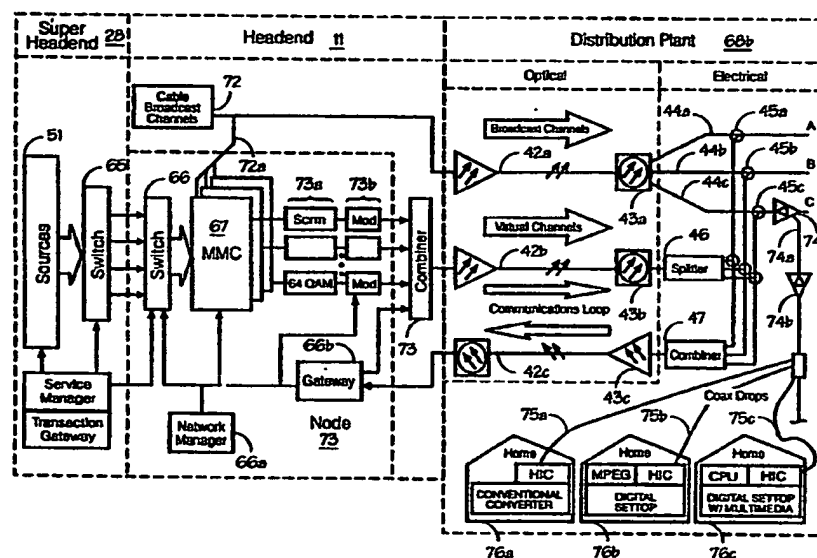 Super Headend 28
Headend 11
Distribution Plant 68b
Optical
Electrical
72
Cable Broadcast Channels
72a
51
Sources
65
Switch
66
Switch
67
MMC
73a
73b
Scrm
Mod
64 QAM
Mod
Combiner
73
66b
Gateway
Node
73
Service Manager
Transaction Gateway
Network Manager
66a
Broadcast Channels
42a
43a
44a
44b
44c
45a
45b
45c
A
B
C
74
74a
74b
Virtual Channels
42b
43b
46
Splitter
Communications Loop
42c
43c
47
Combiner
75a
75b
Coax Drops
75c
Home
HIC
CONVENTIONAL CONVERTER
76a
Home
MPEG
HIC
DIGITAL SETTOP
76b
Home
CPU
HIC
DIGITAL SETTOP W/ MULTIMEDIA
76c